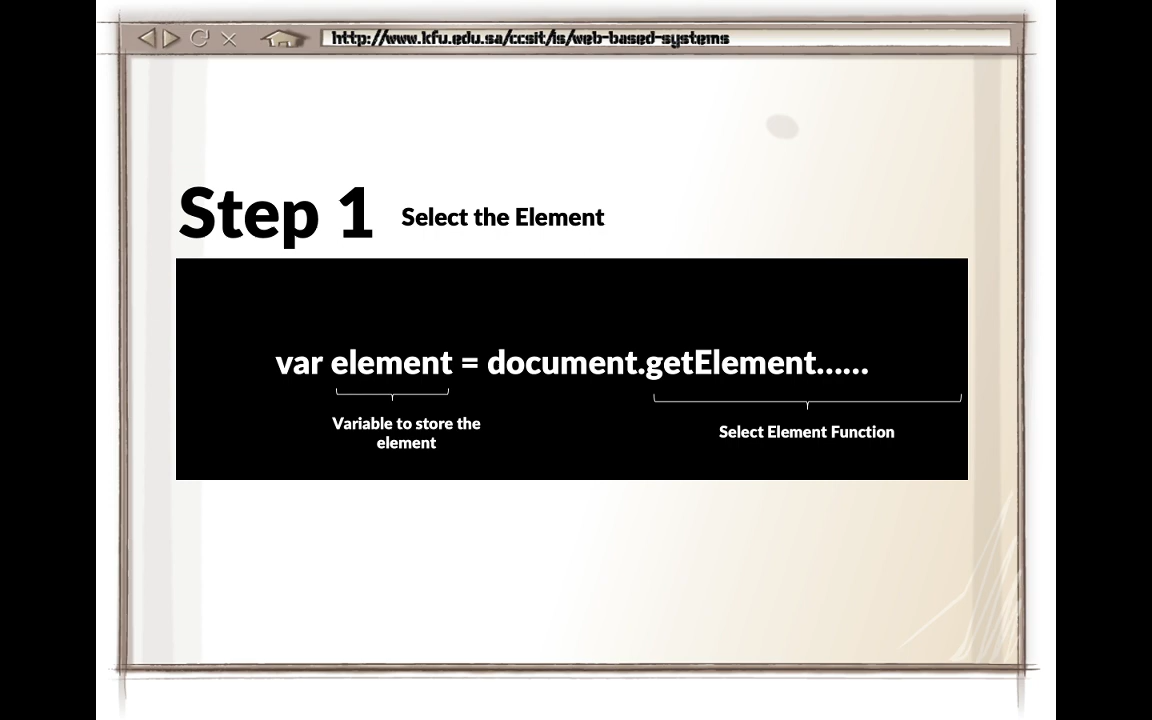 http://www.kfu.edu.sa/ccsit/is/web-based-systems
Step 1 Select the Element
var element = document.getElement......
Variable to store the
element
Select Element Function